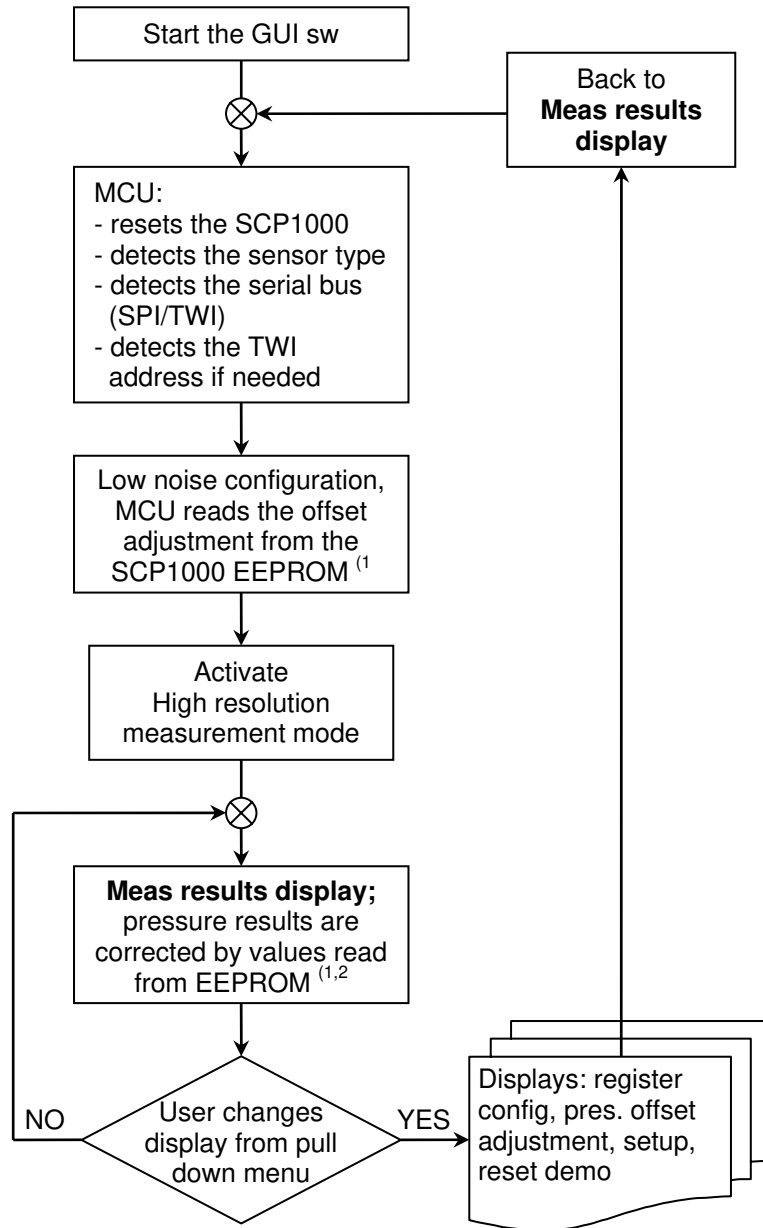 Start the GUI sw
Back to
Meas results
display
MCU:
- resets the SCP1000
- detects the sensor type
- detects the serial bus
(SPI/TWI)
- detects the TWI
address if needed
Low noise configuration,
MCU reads the offset
adjustment from the
SCP1000 EEPROM (1
Activate
High resolution
measurement mode
Meas results display;
pressure results are
corrected by values read
from EEPROM (1,2
NO
User changes
display from pull
down menu
YES
Displays: register
config, pres. offset
adjustment, setup,
reset demo